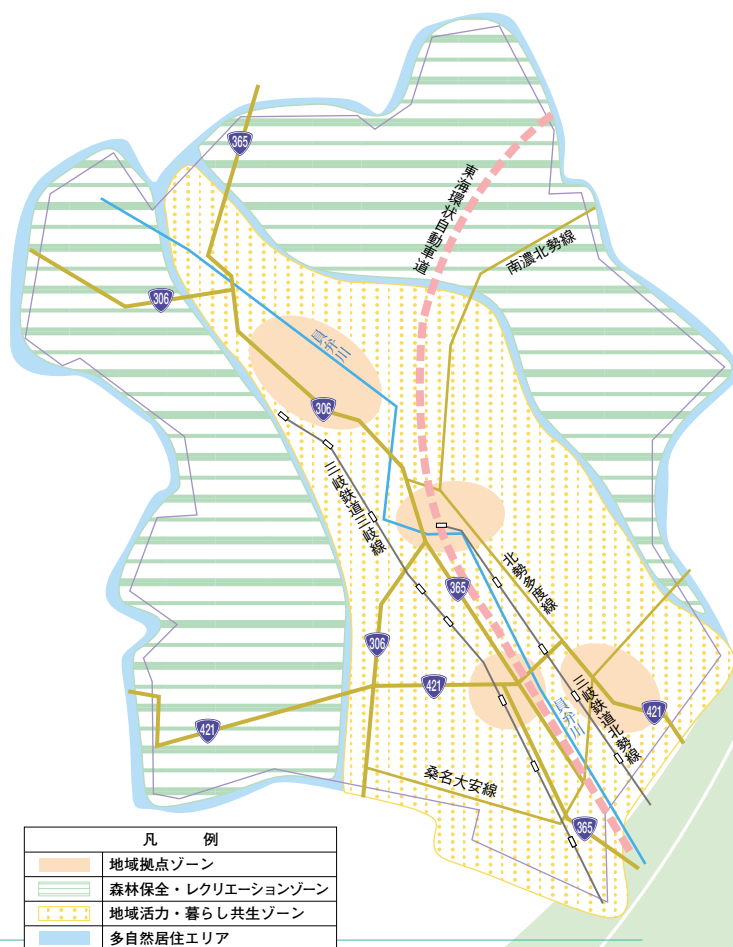 365
東海環状自動車道
南濃北勢線
306
員弁川
306
三岐鉄道三岐線
北勢多度線
365
306
421
三岐鉄道北勢線
421
員弁川
421
桑名大安線
365
凡 例
地域拠点ゾーン
森林保全・レクリエーションゾーン
地域活力・暮らし共生ゾーン
多自然居住エリア